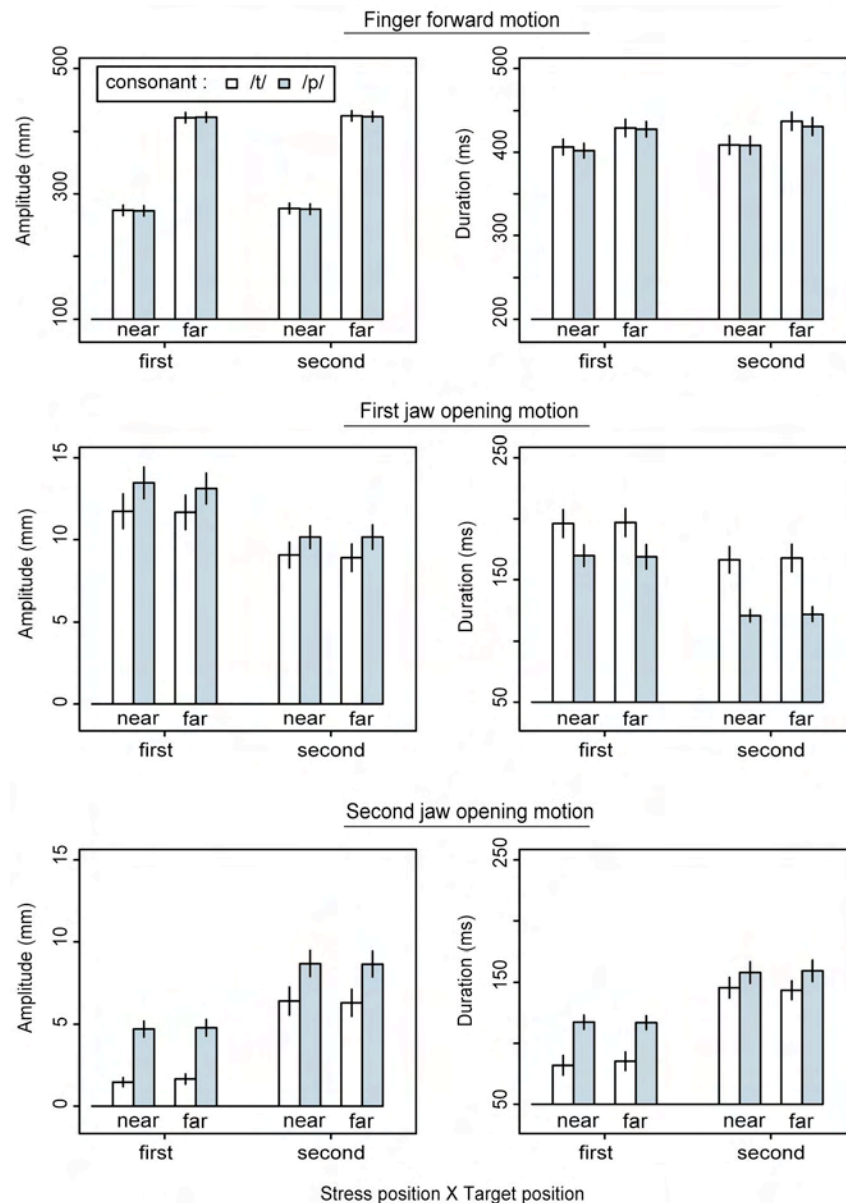 Finger forward motion
consonant : /t/ /p/
Amplitude (mm)
500
300
100
near far near far
first second
Duration (ms)
500
400
300
200
near far near far
first second
First jaw opening motion
Amplitude (mm)
15
10
5
0
near far near far
first second
Duration (ms)
250
150
50
near far near far
first second
Second jaw opening motion
Amplitude (mm)
15
10
5
0
near far near far
first second
Duration (ms)
250
150
50
near far near far
first second
Stress position X Target position